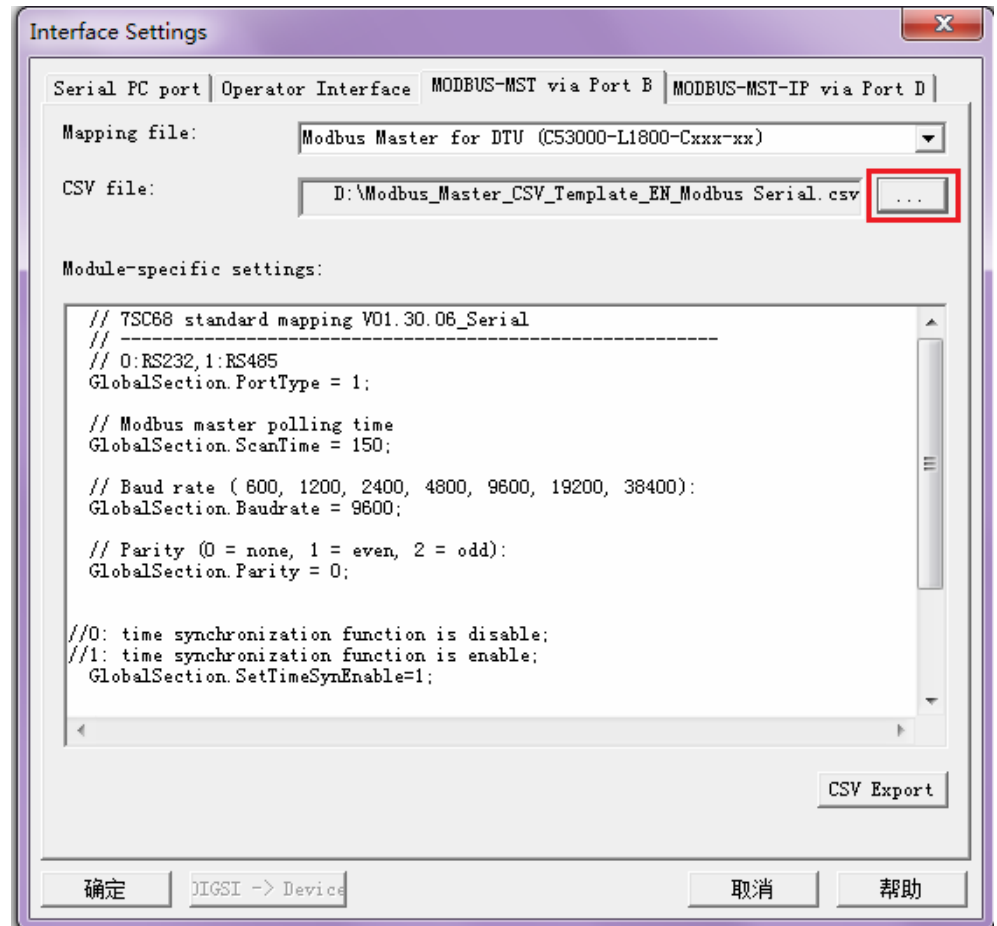 Interface Settings
Serial PC port Operator Interface MODBUS-MST via Port B MODBUS-MST-IP via Port D
Mapping file: Modbus Master for DTU (C53000-L1800-Cxxx-xx)
CSV file: D:\Modbus_Master_CSV_Template_EN_Modbus Serial.csv ...
Module-specific settings:
// 7SC68 standard mapping V01.30.06_Serial
// --------------------------------------------------------
// 0:RS232,1:RS485
GlobalSection.PortType = 1;
// Modbus master polling time
GlobalSection.ScanTime = 150;
// Baud rate ( 600, 1200, 2400, 4800, 9600, 19200, 38400):
GlobalSection.Baudrate = 9600;
// Parity (0 = none, 1 = even, 2 = odd):
GlobalSection.Parity = 0;
//0: time synchronization function is disable;
//1: time synchronization function is enable;
GlobalSection.SetTimeSynEnable=1;
CSV Export
确定 DIGSI -> Device 取消 帮助